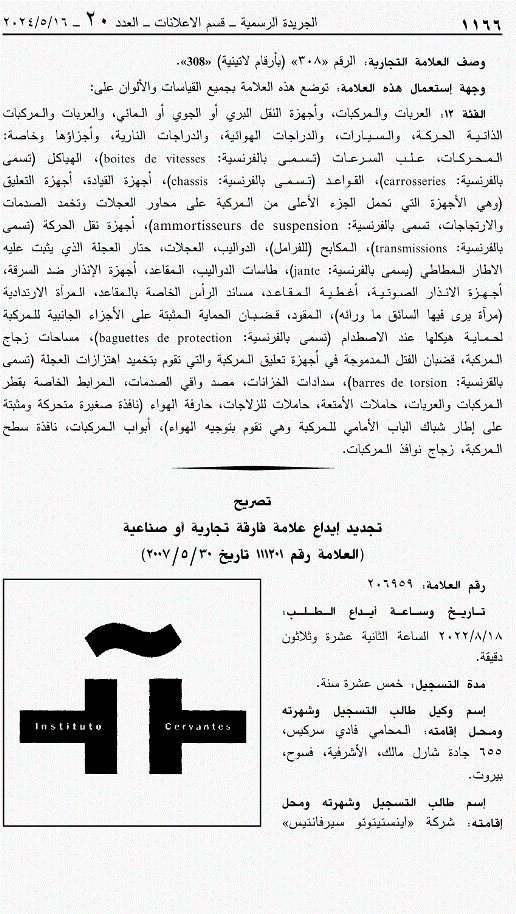 ١١٦٦ الجريدة الرسمية ــ قسم الاعلانات ــ العدد ٢٠ ــ ٢٠٢٤/٥/١٦
وصف العلامة التجارية: الرقم «٣٠٨» (بأرقام لاتينية) «308».
وجهة إستعمال هذه العلامة: توضع هذه العلامة بجميع القياسات والألوان على:
الفئة ١٢: العربات والمركبات، وأجهزة النقل البري أو الجوي أو المائي، والعربات والمركبات
الذاتية الحركة، والسيارات، والدراجات الهوائية، والدراجات النارية، وأجزاؤها وخاصة:
المحركات، علب السرعات (تسمى بالفرنسية: boites de vitesses)، الهياكل (تسمى
بالفرنسية: carrosseries)، القواعد (تسمى بالفرنسية: chassis)، أجهزة القيادة، أجهزة التعليق
(وهي الأجهزة التي تحمل الجزء الأعلى من المركبة على محاور العجلات وتخمد الصدمات
والارتجاجات، تسمى بالفرنسية: ammortisseurs de suspension)، أجهزة نقل الحركة (تسمى
بالفرنسية: transmissions)، المكابح (للفرامل)، الدواليب، العجلات، حتار العجلة الذي يثبت عليه
الاطار المطاطي (يسمى بالفرنسية: jante)، طاسات الدواليب، المقاعد، أجهزة الإنذار ضد السرقة،
أجهزة الانذار الصوتية، أغطية المقاعد، مساند الرأس الخاصة بالمقاعد، المرآة الارتدادية
(مرآة يرى فيها السائق ما ورائه)، المقود، قضبان الحماية المثبتة على الأجزاء الجانبية للمركبة
لحماية هيكلها عند الاصطدام (تسمى بالفرنسية: baguettes de protection)، مساحات زجاج
المركبة، قضبان الفتل المدموجة في أجهزة تعليق المركبة والتي تقوم بتخميد اهتزازات العجلة (تسمى
بالفرنسية: barres de torsion)، سدادات الخزانات، مصد واقي الصدمات، المرابط الخاصة بقطر
المركبات والعربات، حاملات الأمتعة، حاملات للزلاجات، حارفة الهواء (نافذة صغيرة متحركة ومثبتة
على إطار شباك الباب الأمامي للمركبة وهي تقوم بتوجيه الهواء)، أبواب المركبات، نافذة سطح
المركبة، زجاج نوافذ المركبات.
تصريح
تجديد إيداع علامة فارقة تجارية أو صناعية
(العلامة رقم ١١١٢٠١ تاريخ ٢٠٠٧/٥/٣٠)
رقم العلامة: ٢٠٦٩٥٩
تاريخ وساعة أيداع الطلب:
٢٠٢٢/٨/١٨ الساعة الثانية عشرة وثلاثون
دقيقة.
مدة التسجيل: خمس عشرة سنة.
إسم وكيل طالب التسجيل وشهرته
ومحل إقامته: المحامي فادي سركيس،
٦٥٥ جادة شارل مالك، الأشرفية، فسوح،
بيروت.
إسم طالب التسجيل وشهرته ومحل
إقامته: شركة «اينستيتوتو سيرفانتيس»
Instituto Cervantes